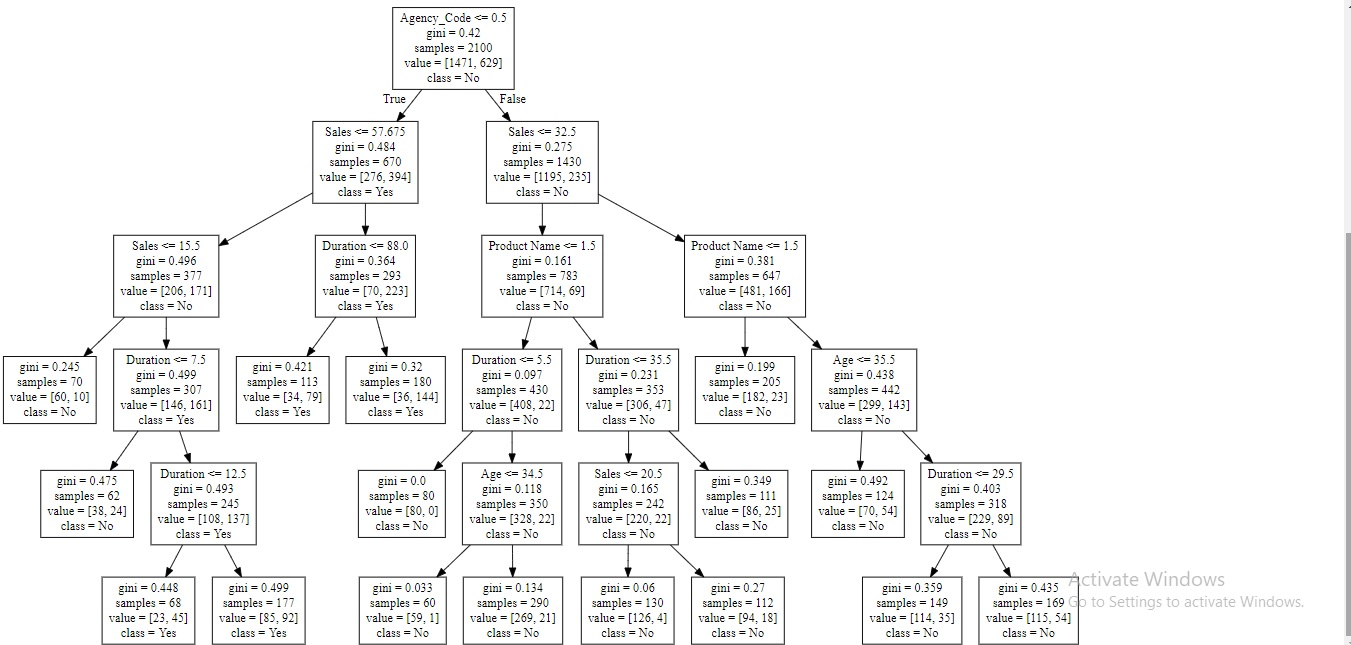 Agency_Code <= 0.5
gini = 0.42
samples = 2100
value = [1471, 629]
class = No
True
False
Sales <= 57.675
gini = 0.484
samples = 670
value = [276, 394]
class = Yes
Sales <= 32.5
gini = 0.275
samples = 1430
value = [1195, 235]
class = No
Sales <= 15.5
gini = 0.496
samples = 377
value = [206, 171]
class = No
Duration <= 88.0
gini = 0.364
samples = 293
value = [70, 223]
class = Yes
Product Name <= 1.5
gini = 0.161
samples = 783
value = [714, 69]
class = No
Product Name <= 1.5
gini = 0.381
samples = 647
value = [481, 166]
class = No
gini = 0.245
samples = 70
value = [60, 10]
class = No
Duration <= 7.5
gini = 0.499
samples = 307
value = [146, 161]
class = Yes
gini = 0.421
samples = 113
value = [34, 79]
class = Yes
gini = 0.32
samples = 180
value = [36, 144]
class = Yes
Duration <= 5.5
gini = 0.097
samples = 430
value = [408, 22]
class = No
Duration <= 35.5
gini = 0.231
samples = 353
value = [306, 47]
class = No
gini = 0.199
samples = 205
value = [182, 23]
class = No
Age <= 35.5
gini = 0.438
samples = 442
value = [299, 143]
class = No
gini = 0.475
samples = 62
value = [38, 24]
class = No
Duration <= 12.5
gini = 0.493
samples = 245
value = [108, 137]
class = Yes
gini = 0.0
samples = 80
value = [80, 0]
class = No
Age <= 34.5
gini = 0.118
samples = 350
value = [328, 22]
class = No
Sales <= 20.5
gini = 0.165
samples = 242
value = [220, 22]
class = No
gini = 0.349
samples = 111
value = [86, 25]
class = No
gini = 0.492
samples = 124
value = [70, 54]
class = No
Duration <= 29.5
gini = 0.403
samples = 318
value = [229, 89]
class = No
gini = 0.448
samples = 68
value = [23, 45]
class = Yes
gini = 0.499
samples = 177
value = [85, 92]
class = Yes
gini = 0.033
samples = 60
value = [59, 1]
class = No
gini = 0.134
samples = 290
value = [269, 21]
class = No
gini = 0.06
samples = 130
value = [126, 4]
class = No
gini = 0.27
samples = 112
value = [94, 18]
class = No
gini = 0.359
samples = 149
value = [114, 35]
class = No
gini = 0.435
samples = 169
value = [115, 54]
class = No
Activate Windows
Go to Settings to activate Windows.